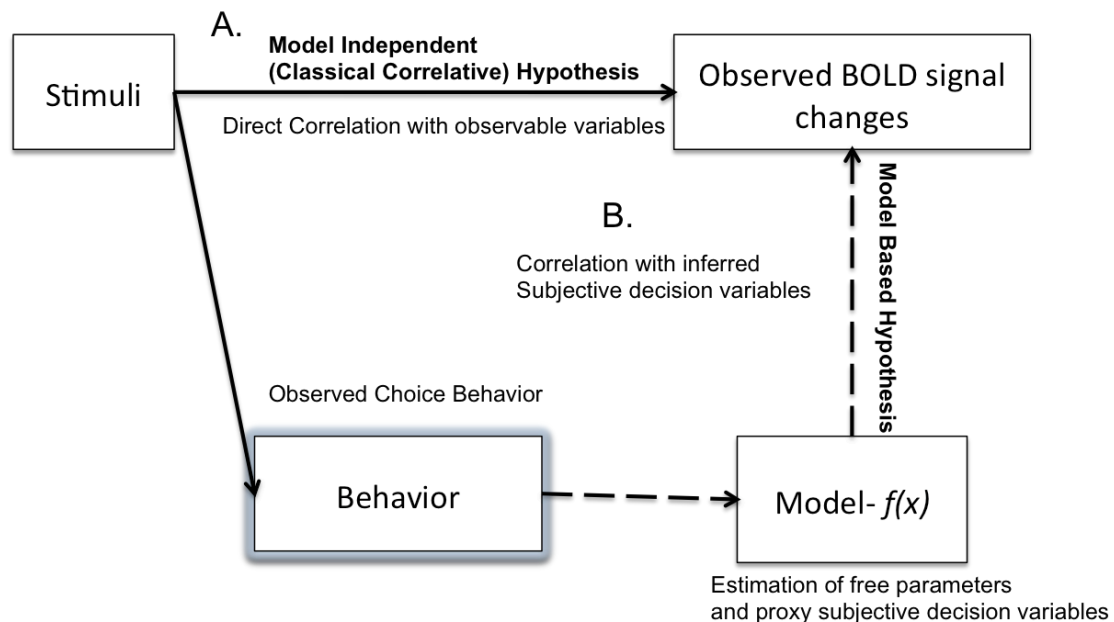 A.
Stimuli
Model Independent
(Classical Correlative) Hypothesis
Direct Correlation with observable variables
Observed BOLD signal
changes
B.
Correlation with inferred
Subjective decision variables
Model Based Hypothesis
Observed Choice Behavior
Behavior
Model- f(x)
Estimation of free parameters
and proxy subjective decision variables